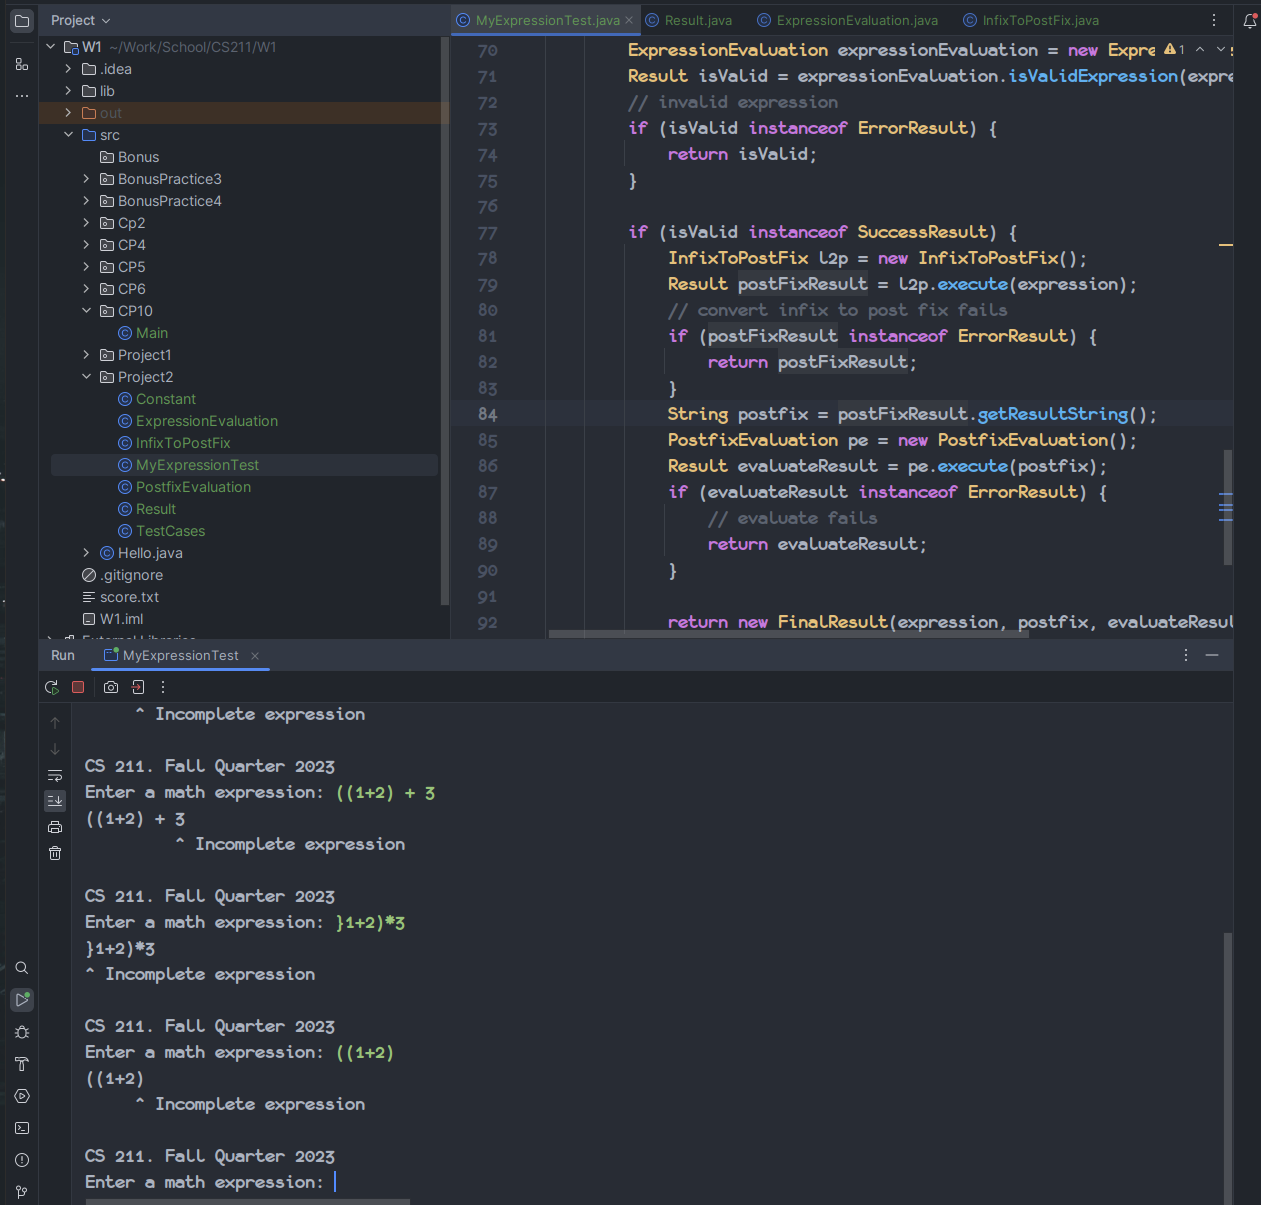 Project
W1 ~/Work/School/CS211/W1
.idea
lib
out
src
Bonus
BonusPractice3
BonusPractice4
Cp2
CP4
CP5
CP6
CP10
Main
Project1
Project2
Constant
ExpressionEvaluation
InfixToPostFix
MyExpressionTest
PostfixEvaluation
Result
TestCases
Hello.java
.gitignore
score.txt
W1.iml
MyExpressionTest.java Result.java ExpressionEvaluation.java InfixToPostFix.java
70 ExpressionEvaluation expressionEvaluation = new Expre 1
71 Result isValid = expressionEvaluation.isValidExpression(expre
72 // invalid expression
73 if (isValid instanceof ErrorResult) {
74 return isValid;
75 }
76
77 if (isValid instanceof SuccessResult) {
78 InfixToPostFix l2p = new InfixToPostFix();
79 Result postFixResult = l2p.execute(expression);
80 // convert infix to post fix fails
81 if (postFixResult instanceof ErrorResult) {
82 return postFixResult;
83 }
84 String postfix = postFixResult.getResultString();
85 PostfixEvaluation pe = new PostfixEvaluation();
86 Result evaluateResult = pe.execute(postfix);
87 if (evaluateResult instanceof ErrorResult) {
88 // evaluate fails
89 return evaluateResult;
90 }
91
92 return new FinalResult(expression, postfix, evaluateResul
Run MyExpressionTest
^ Incomplete expression
CS 211. Fall Quarter 2023
Enter a math expression: ((1+2) + 3
((1+2) + 3
^ Incomplete expression
CS 211. Fall Quarter 2023
Enter a math expression: }1+2)*3
}1+2)*3
^ Incomplete expression
CS 211. Fall Quarter 2023
Enter a math expression: ((1+2)
((1+2)
^ Incomplete expression
CS 211. Fall Quarter 2023
Enter a math expression: